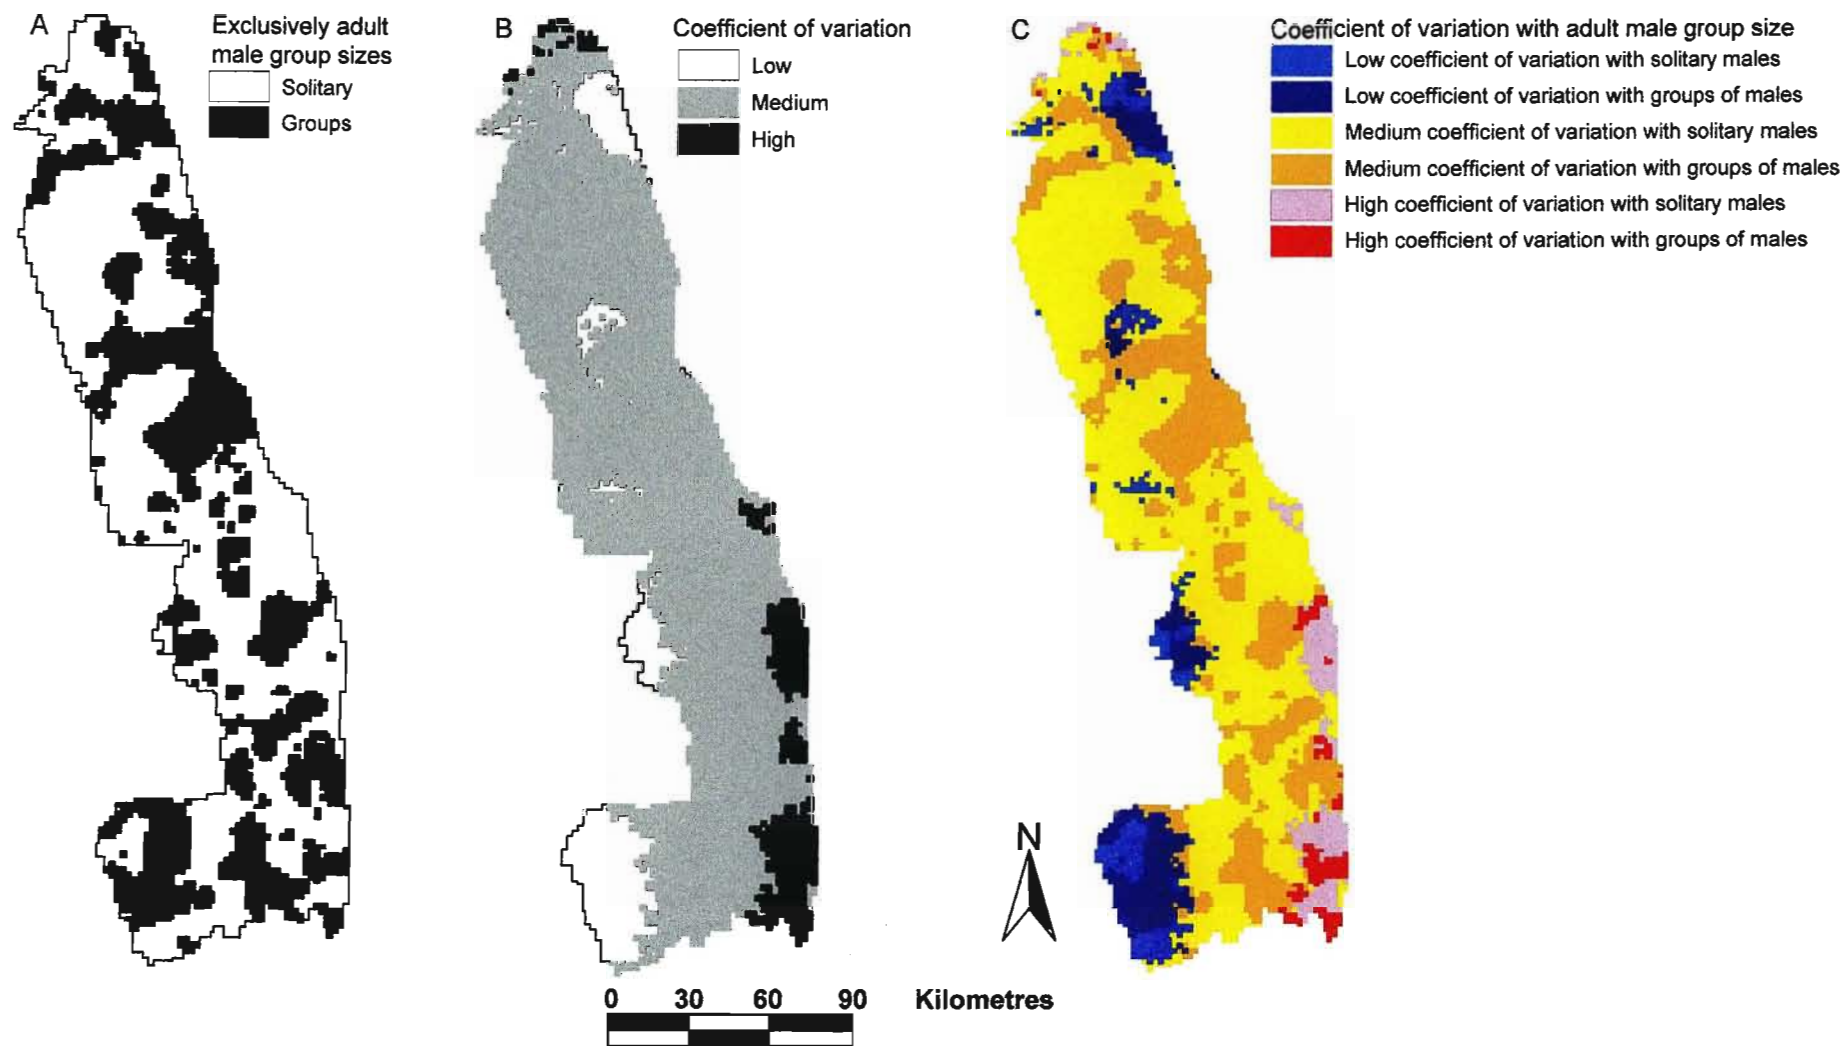 A
Exclusively adult
male group sizes
Solitary
Groups
B
Coefficient of variation
Low
Medium
High
C
Coefficient of variation with adult male group size
Low coefficient of variation with solitary males
Low coefficient of variation with groups of males
Medium coefficient of variation with solitary males
Medium coefficient of variation with groups of males
High coefficient of variation with solitary males
High coefficient of variation with groups of males
N
0 30 60 90 Kilometres